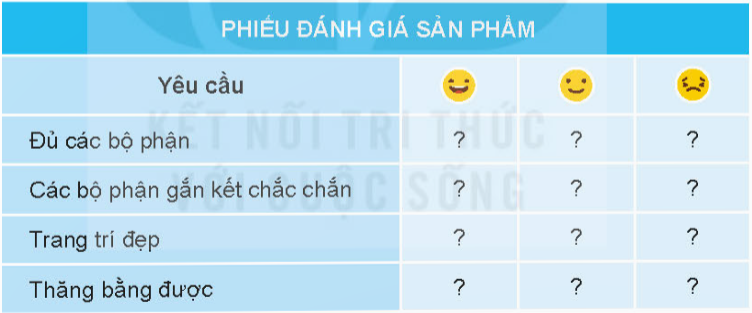 PHIẾU ĐÁNH GIÁ SẢN PHẨM
Yêu cầu
Đủ các bộ phận ? ? ?
Các bộ phận gắn kết chắc chắn ? ? ?
Trang trí đẹp ? ? ?
Thăng bằng được ? ? ?
KẾT NỐI TRI THỨC
VỚI CUỘC SỐNG